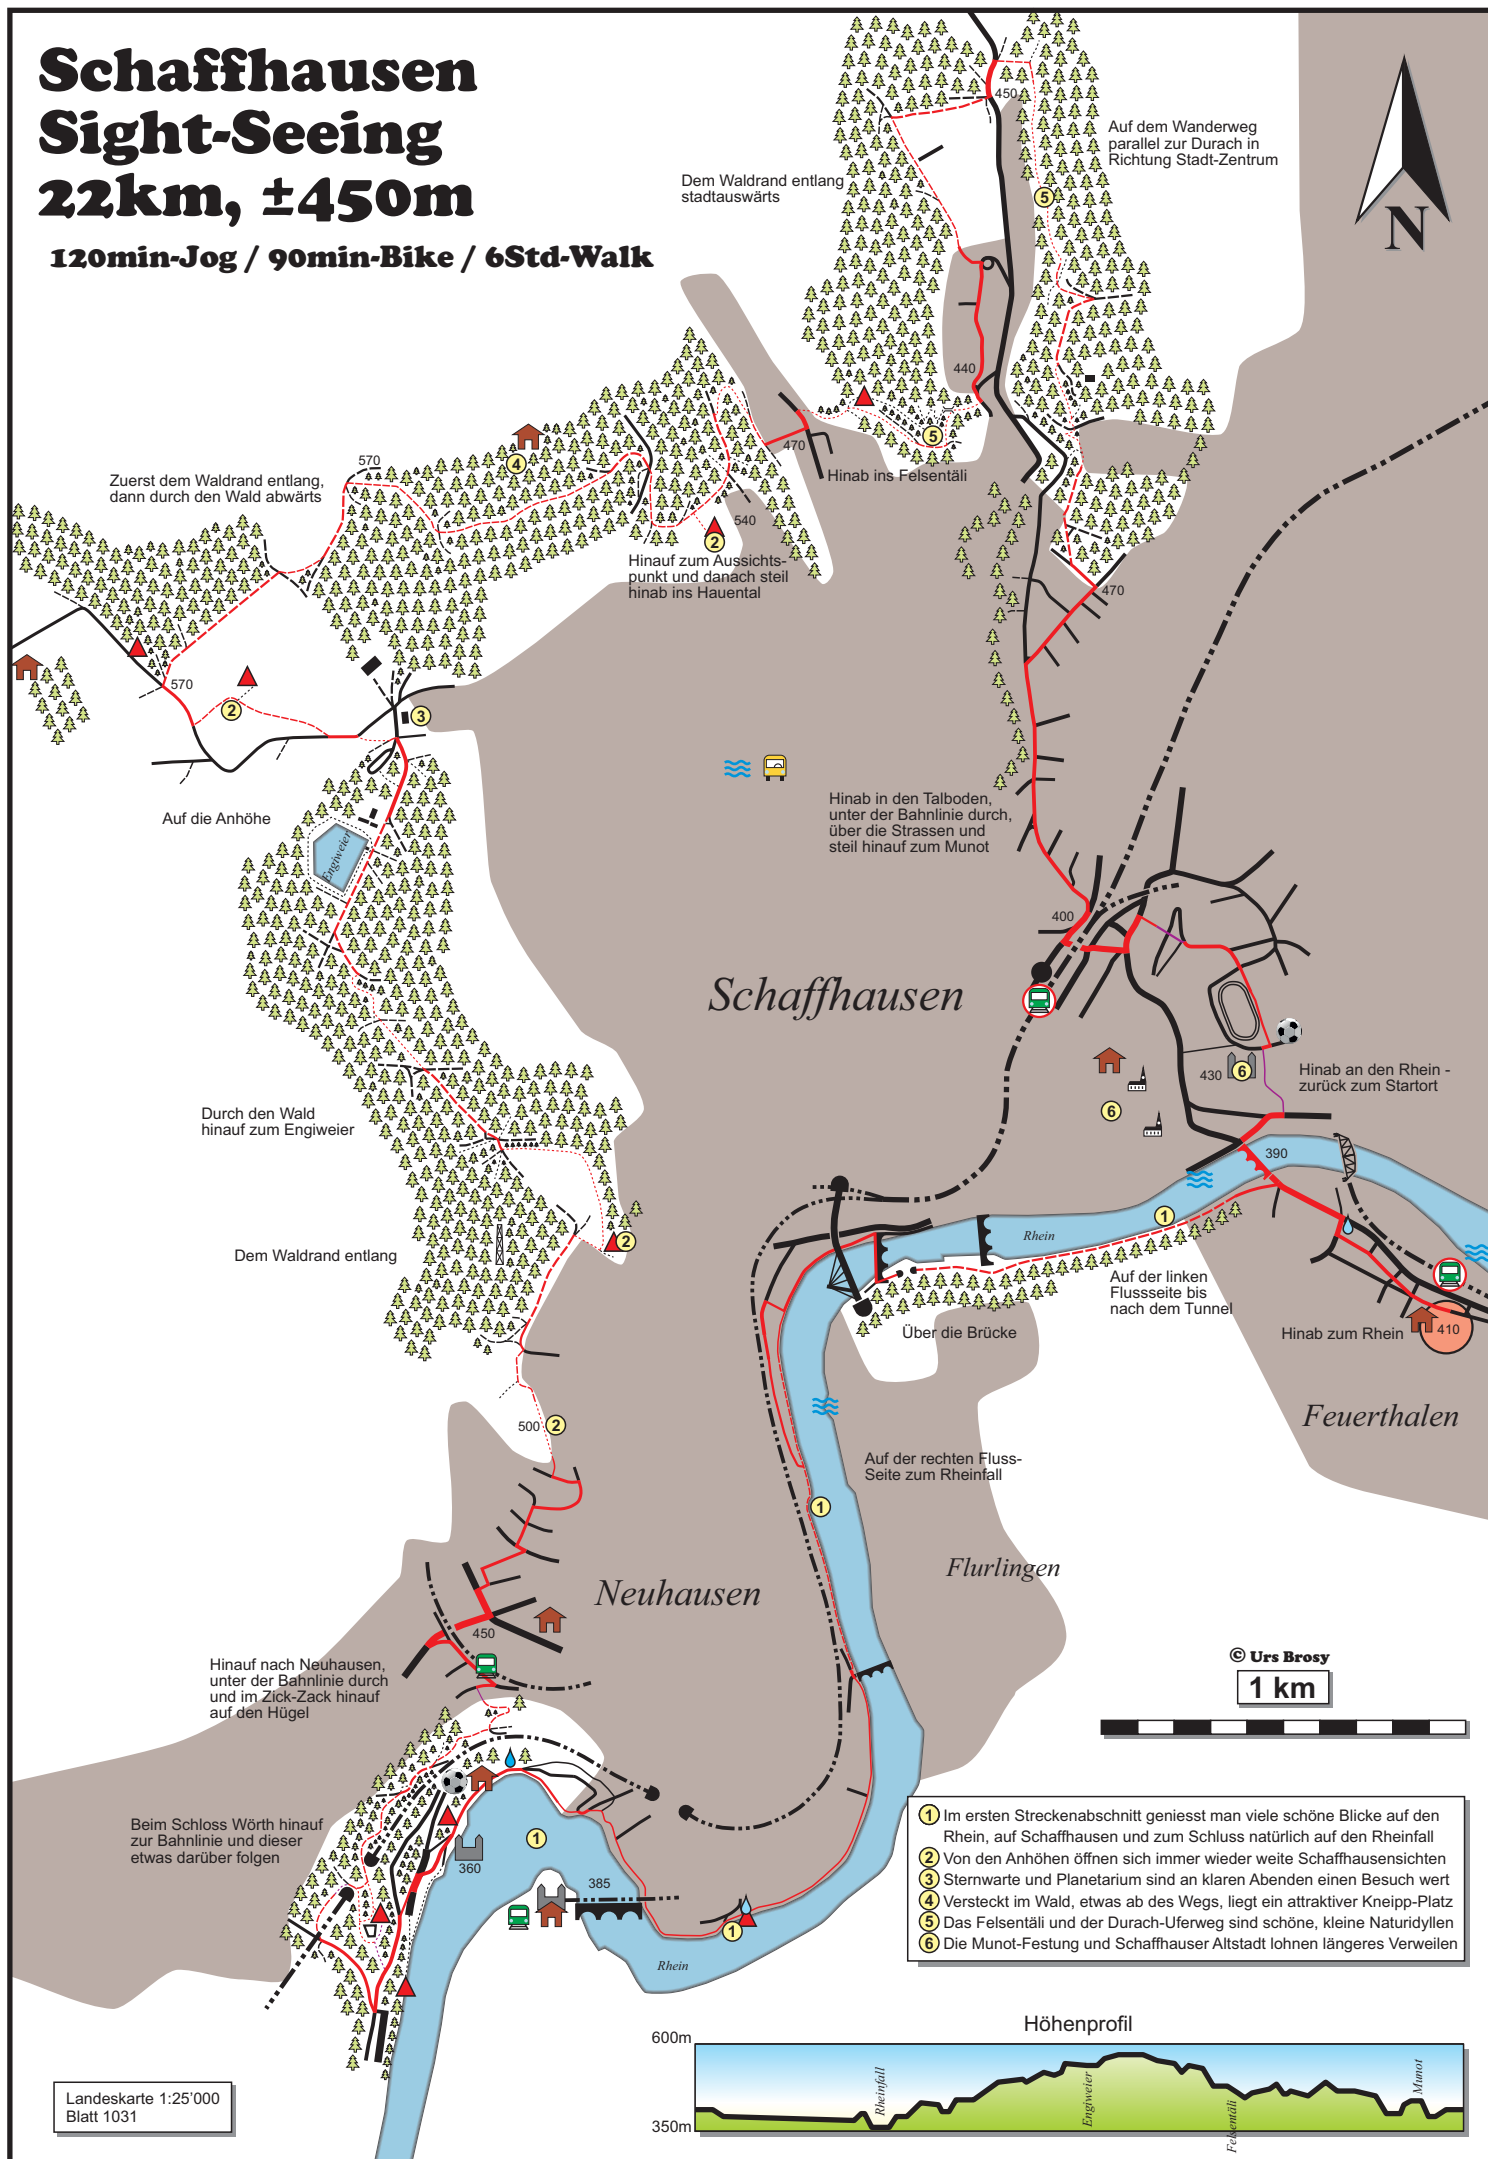 Schaffhausen
Sight-Seeing
22km, ±450m
120min-Jog / 90min-Bike / 6Std-Walk
Auf dem Wanderweg
parallel zur Durach in
Richtung Stadt-Zentrum
Dem Waldrand entlang
stadtauswärts
N
450
5
440
5
470
Hinab ins Felsentäli
570
4
Zuerst dem Waldrand entlang,
dann durch den Wald abwärts
540
2
Hinauf zum Aussichts-
punkt und danach steil
hinab ins Hauental
470
570
2
3
Auf die Anhöhe
Engiweier
Hinab in den Talboden,
unter der Bahnlinie durch,
über die Strassen und
steil hinauf zum Munot
400
Schaffhausen
430
6
6
Hinab an den Rhein -
zurück zum Startort
Durch den Wald
hinauf zum Engiweier
390
1
Rhein
2
Dem Waldrand entlang
Auf der linken
Flussseite bis
nach dem Tunnel
Über die Brücke
Hinab zum Rhein
410
Feuerthalen
500
2
Auf der rechten Fluss-
Seite zum Rheinfall
1
Flurlingen
Neuhausen
450
Hinauf nach Neuhausen,
unter der Bahnlinie durch
und im Zick-Zack hinauf
auf den Hügel
© Urs Brosy
1 km
Beim Schloss Wörth hinauf
zur Bahnlinie und dieser
etwas darüber folgen
1
360
385
1
Rhein
1 Im ersten Streckenabschnitt geniesst man viele schöne Blicke auf den
Rhein, auf Schaffhausen und zum Schluss natürlich auf den Rheinfall
2 Von den Anhöhen öffnen sich immer wieder weite Schaffhausensichten
3 Sternwarte und Planetarium sind an klaren Abenden einen Besuch wert
4 Versteckt im Wald, etwas ab des Wegs, liegt ein attraktiver Kneipp-Platz
5 Das Felsentäli und der Durach-Uferweg sind schöne, kleine Naturidyllen
6 Die Munot-Festung und Schaffhauser Altstadt lohnen längeres Verweilen
Höhenprofil
600m
350m
Rheinfall
Engiweier
Felsentäli
Munot
Landeskarte 1:25'000
Blatt 1031